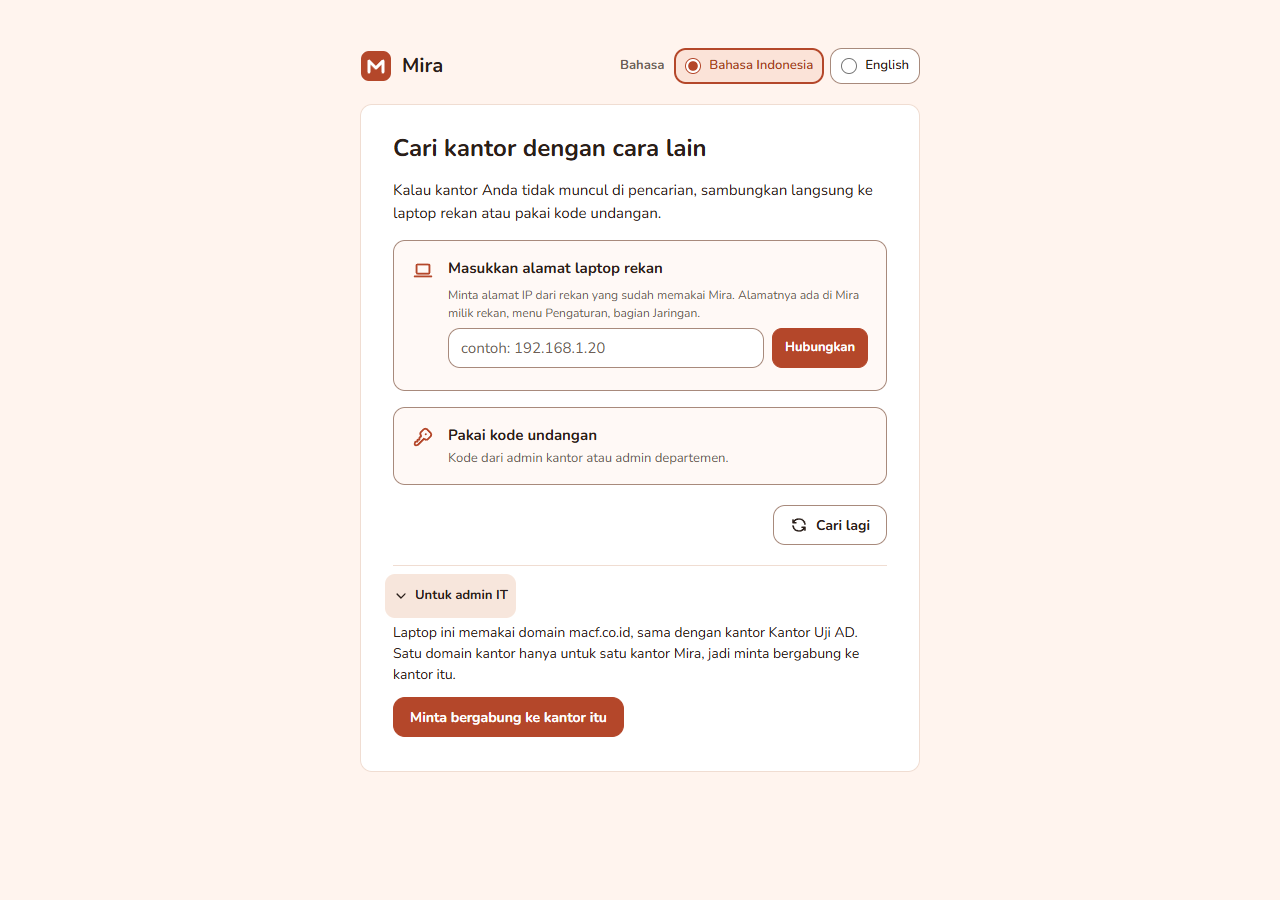 Mira
Bahasa
Bahasa Indonesia
English
Cari kantor dengan cara lain
Kalau kantor Anda tidak muncul di pencarian, sambungkan langsung ke
laptop rekan atau pakai kode undangan.
Masukkan alamat laptop rekan
Minta alamat IP dari rekan yang sudah memakai Mira. Alamatnya ada di Mira
milik rekan, menu Pengaturan, bagian Jaringan.
contoh: 192.168.1.20
Hubungkan
Pakai kode undangan
Kode dari admin kantor atau admin departemen.
Cari lagi
Untuk admin IT
Laptop ini memakai domain macf.co.id, sama dengan kantor Kantor Uji AD.
Satu domain kantor hanya untuk satu kantor Mira, jadi minta bergabung ke
kantor itu.
Minta bergabung ke kantor itu